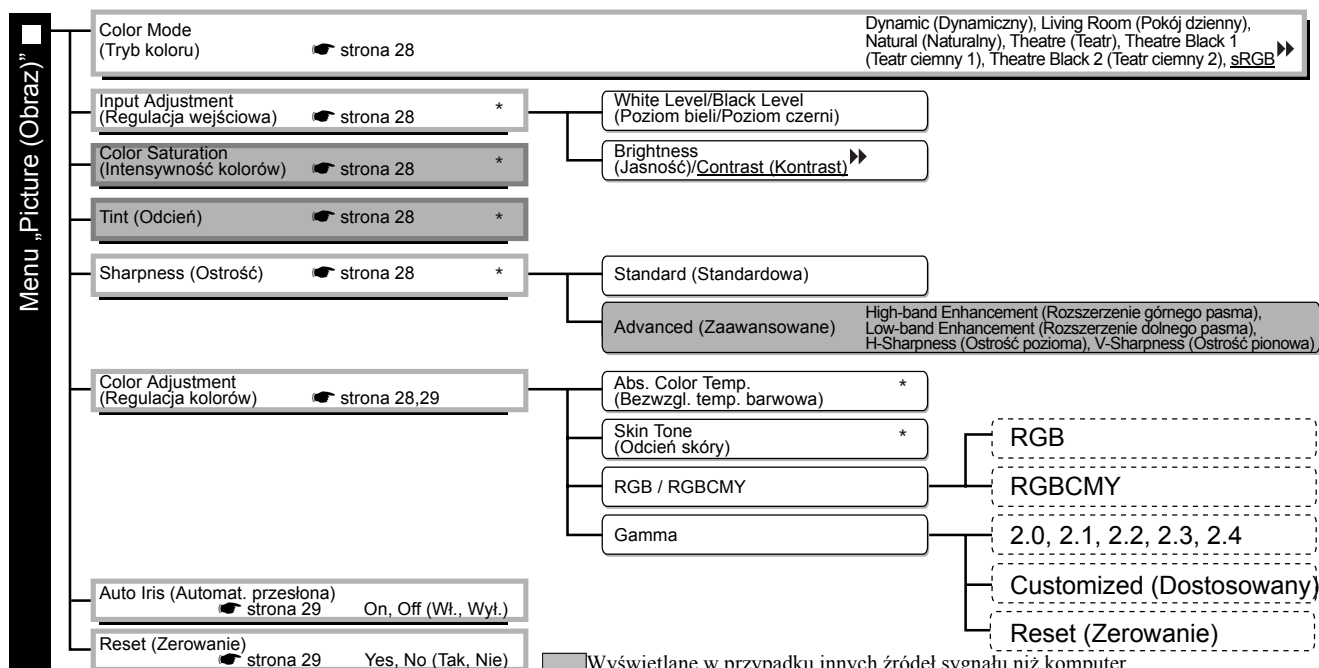 Menu „Picture (Obraz)”
Color Mode
(Tryb koloru) ☛ strona 28
Dynamic (Dynamiczny), Living Room (Pokój dzienny),
Natural (Naturalny), Theatre (Teatr), Theatre Black 1
(Teatr ciemny 1), Theatre Black 2 (Teatr ciemny 2), sRGB
Input Adjustment
(Regulacja wejściowa) ☛ strona 28 *
White Level/Black Level
(Poziom bieli/Poziom czerni)
Brightness
(Jasność)/Contrast (Kontrast)
Color Saturation
(Intensywność kolorów) ☛ strona 28 *
Tint (Odcień) ☛ strona 28 *
Sharpness (Ostrość) ☛ strona 28 *
Standard (Standardowa)
Advanced (Zaawansowane)
High-band Enhancement (Rozszerzenie górnego pasma),
Low-band Enhancement (Rozszerzenie dolnego pasma),
H-Sharpness (Ostrość pozioma), V-Sharpness (Ostrość pionowa)
Color Adjustment
(Regulacja kolorów) ☛ strona 28,29
Abs. Color Temp. *
(Bezwzgl. temp. barwowa)
Skin Tone *
(Odcień skóry)
RGB / RGBCMY
RGB
RGBCMY
Gamma
2.0, 2.1, 2.2, 2.3, 2.4
Customized (Dostosowany)
Reset (Zerowanie)
Auto Iris (Automat. przesłona)
☛ strona 29 On, Off (Wł., Wył.)
Reset (Zerowanie)
☛ strona 29 Yes, No (Tak, Nie)
Wyświetlane w przypadku innych źródeł sygnału niż komputer